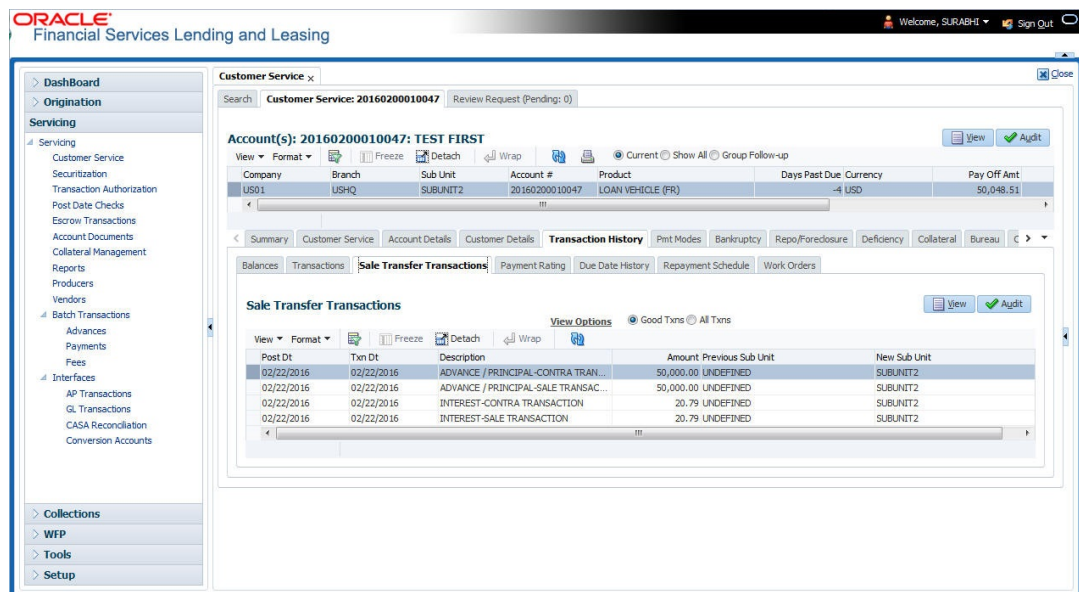 ORACLE
Financial Services Lending and Leasing
Welcome, SURABHI
Sign Out
DashBoard
Origination
Servicing
Servicing
Customer Service
Securitization
Transaction Authorization
Post Date Checks
Escrow Transactions
Account Documents
Collateral Management
Reports
Producers
Vendors
Batch Transactions
Advances
Payments
Fees
Interfaces
AP Transactions
GL Transactions
CASA Reconciliation
Conversion Accounts
Collections
WFP
Tools
Setup
Customer Service x
Close
Search Customer Service: 20160200010047 Review Request (Pending: 0)
Account(s): 20160200010047: TEST FIRST
View Audit
View Format Freeze Detach Wrap Current Show All Group Follow-up
Company Branch Sub Unit Account # Product Days Past Due Currency Pay Off Amt
US01 USHQ SUBUNIT2 20160200010047 LOAN VEHICLE (FR) -4 USD 50,048.51
Summary Customer Service Account Details Customer Details Transaction History Pmt Modes Bankruptcy Repo/Foreclosure Deficiency Collateral Bureau C
Balances Transactions Sale Transfer Transactions Payment Rating Due Date History Repayment Schedule Work Orders
Sale Transfer Transactions
View Audit
View Options Good Txns All Txns
View Format Freeze Detach Wrap
Post Dt Txn Dt Description Amount Previous Sub Unit New Sub Unit
02/22/2016 02/22/2016 ADVANCE / PRINCIPAL-CONTRA TRAN... 50,000.00 UNDEFINED SUBUNIT2
02/22/2016 02/22/2016 ADVANCE / PRINCIPAL-SALE TRANSAC... 50,000.00 UNDEFINED SUBUNIT2
02/22/2016 02/22/2016 INTEREST-CONTRA TRANSACTION 20.79 UNDEFINED SUBUNIT2
02/22/2016 02/22/2016 INTEREST-SALE TRANSACTION 20.79 UNDEFINED SUBUNIT2